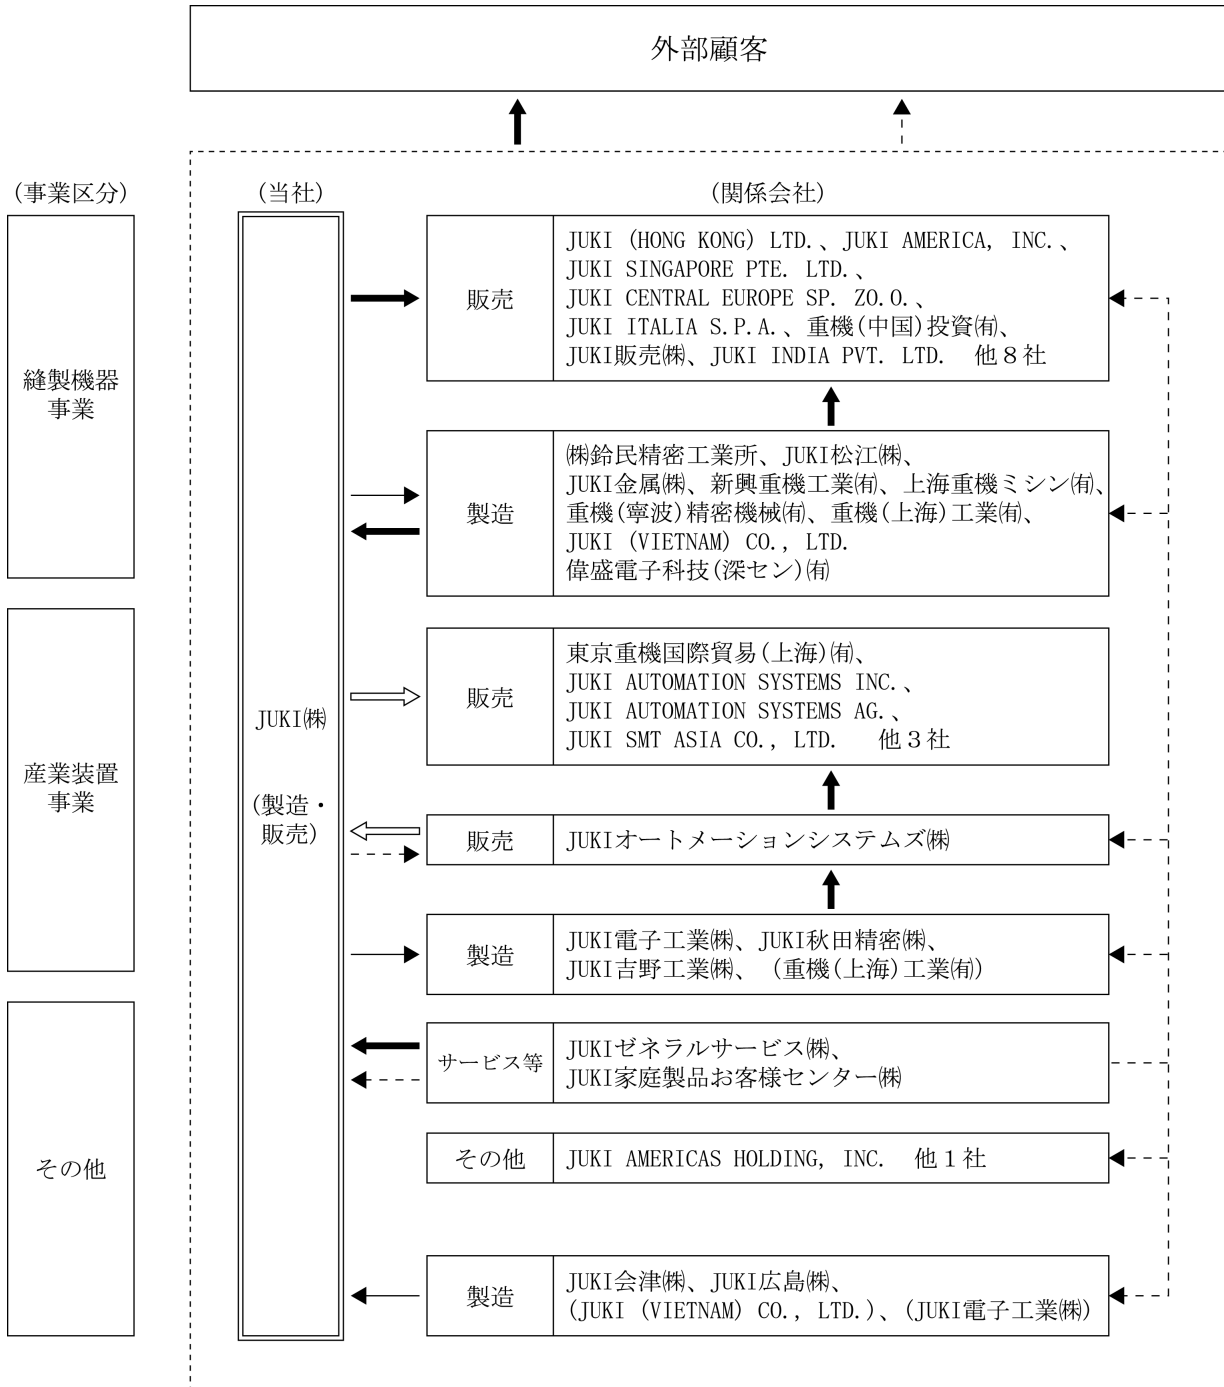 外部顧客
(事業区分)
(当社)
(関係会社)
縫製機器
事業
産業装置
事業
その他
JUKI㈱
(製造・
販売)
販売
JUKI (HONG KONG) LTD.、JUKI AMERICA, INC.、
JUKI SINGAPORE PTE. LTD.、
JUKI CENTRAL EUROPE SP. ZO.O.、
JUKI ITALIA S.P.A.、重機(中国)投資㈲、
JUKI販売㈱、JUKI INDIA PVT. LTD. 他８社
製造
㈱鈴民精密工業所、JUKI松江㈱、
JUKI金属㈱、新興重機工業㈲、上海重機ミシン㈲、
重機(寧波)精密機械㈲、重機(上海)工業㈲、
JUKI (VIETNAM) CO., LTD.
偉盛電子科技(深セン)㈲
販売
東京重機国際貿易(上海)㈲、
JUKI AUTOMATION SYSTEMS INC.、
JUKI AUTOMATION SYSTEMS AG.、
JUKI SMT ASIA CO., LTD. 他３社
販売
JUKIオートメーションシステムズ㈱
製造
JUKI電子工業㈱、JUKI秋田精密㈱、
JUKI吉野工業㈱、(重機(上海)工業㈲)
サービス等
JUKIゼネラルサービス㈱、
JUKI家庭製品お客様センター㈱
その他
JUKI AMERICAS HOLDING, INC. 他１社
製造
JUKI会津㈱、JUKI広島㈱、
(JUKI (VIETNAM) CO., LTD.)、(JUKI電子工業㈱)